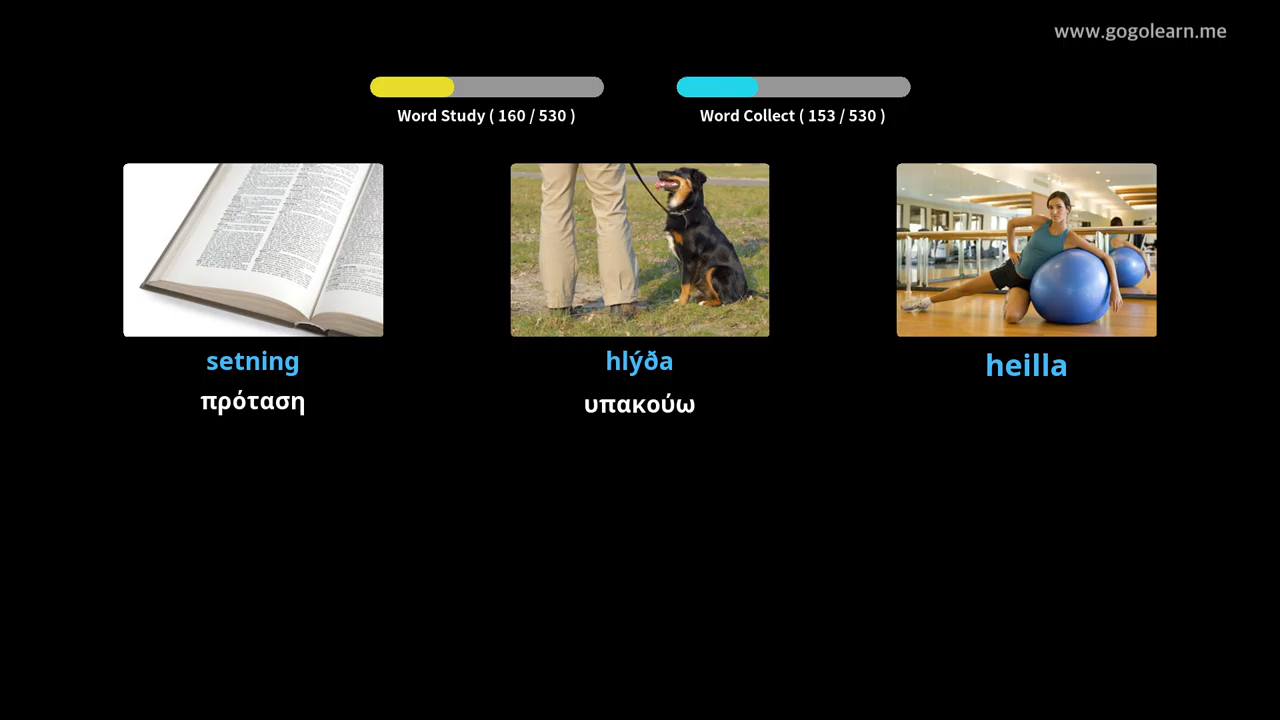 www.gogolearn.me
Word Study ( 160 / 530 )
Word Collect ( 153 / 530 )
setning
hlýða
heilla
πρόταση
υπακούω